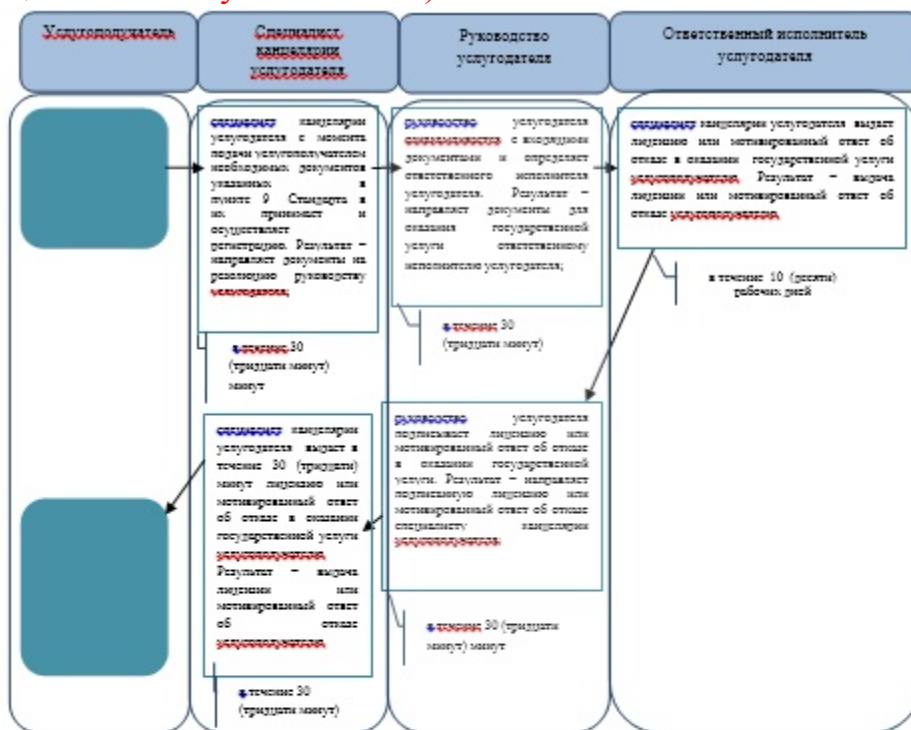 Услугополучатель
Специалист
канцелярии
услугодателя
Руководство
услугодателя
Ответственный исполнитель
услугодателя
специалист канцелярии
услугодателя с момента
подачи услугополучателем
необходимых документов
указанных в
пункте 9 Стандарта в
их принимает и
осуществляет
регистрацию. Результат –
направляет документы на
резолюцию руководству
услугодателя;
в течение 30
(тридцати минут)
минут
руководство услугодателя
ознакамливается с входящими
документами и определяет
ответственного исполнителя
услугодателя. Результат –
направляет документы для
оказания государственной
услуги ответственному
исполнителю услугодателя;
в течение 30
(тридцати минут)
специалист канцелярии услугодателя выдает
лицензию или мотивированный ответ об
отказе в оказании государственной услуги
услугополучателю. Результат – выдача
лицензии или мотивированный ответ об
отказе услугополучателю.
в течение 10 (десяти)
рабочих дней
специалист канцелярии
услугодателя выдает в
течение 30 (тридцати)
минут лицензию или
мотивированный ответ
об отказе в оказании
государственной услуги
услугополучателю.
Результат – выдача
лицензии или
мотивированный ответ
об отказе
услугополучателю.
в течение 30
(тридцати минут)
руководство услугодателя
подписывает лицензию или
мотивированный ответ об отказе
в оказании государственной
услуги. Результат – направляет
подписанную лицензию или
мотивированный ответ об отказе
специалисту канцелярии
услугополучателя.
в течение 30 (тридцати
минут) минут